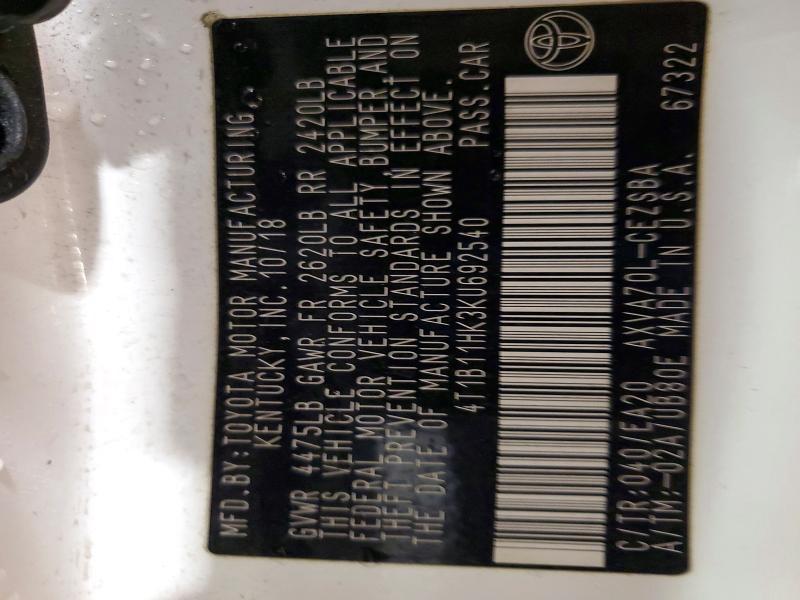 MFD.BY:TOYOTA MOTOR MANUFACTURING,
KENTUCKY,INC.10/18
GVWR 4475LB GAWR FR 2620LB RR 2420LB
THIS VEHICLE CONFORMS TO ALL APPLICABLE
FEDERAL MOTOR VEHICLE SAFETY,BUMPER,AND
THEFT PREVENTION STANDARDS IN EFFECT ON
THE DATE OF MANUFACTURE SHOWN ABOVE.
4T1B11HK3KU692540 PASS.CAR
C/TR:040/EA20 AXVA70L-CEZSBA
A/TM:-02A/UB80E MADE IN U.S.A. 67322